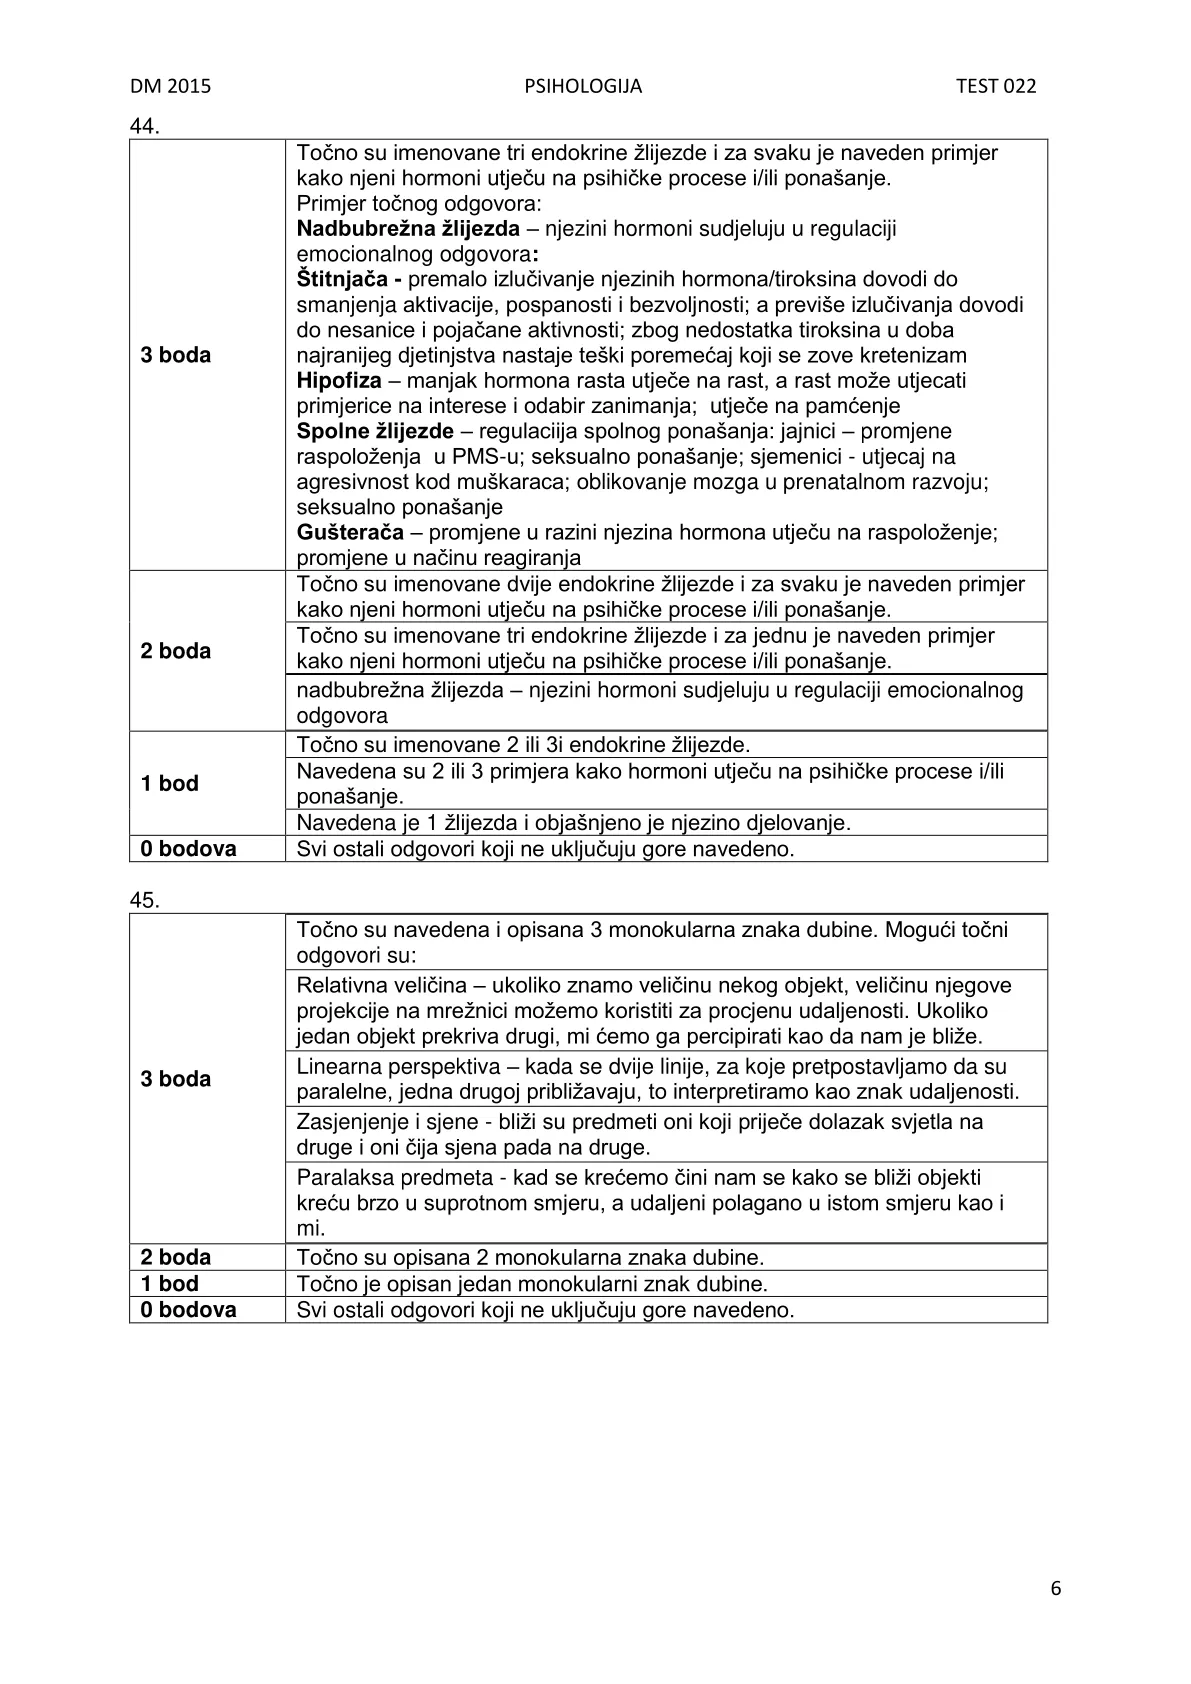 DM 2015 PSIHOLOGIJA TEST 022
44.
3 boda
Točno su imenovane tri endokrine žlijezde i za svaku je naveden primjer
kako njeni hormoni utječu na psihičke procese i/ili ponašanje.
Primjer točnog odgovora:
Nadbubrežna žlijezda – njezini hormoni sudjeluju u regulaciji
emocionalnog odgovora:
Štitnjača - premalo izlučivanje njezinih hormona/tiroksina dovodi do
smanjenja aktivacije, pospanosti i bezvoljnosti; a previše izlučivanja dovodi
do nesanice i pojačane aktivnosti; zbog nedostatka tiroksina u doba
najranijeg djetinjstva nastaje teški poremećaj koji se zove kretenizam
Hipofiza – manjak hormona rasta utječe na rast, a rast može utjecati
primjerice na interese i odabir zanimanja;  utječe na pamćenje
Spolne žlijezde – regulaciija spolnog ponašanja: jajnici – promjene
raspoloženja  u PMS-u; seksualno ponašanje; sjemenici - utjecaj na
agresivnost kod muškaraca; oblikovanje mozga u prenatalnom razvoju;
seksualno ponašanje
Gušterača – promjene u razini njezina hormona utječu na raspoloženje;
promjene u načinu reagiranja
2 boda
Točno su imenovane dvije endokrine žlijezde i za svaku je naveden primjer
kako njeni hormoni utječu na psihičke procese i/ili ponašanje.
Točno su imenovane tri endokrine žlijezde i za jednu je naveden primjer
kako njeni hormoni utječu na psihičke procese i/ili ponašanje.
nadbubrežna žlijezda – njezini hormoni sudjeluju u regulaciji emocionalnog
odgovora
1 bod
Točno su imenovane 2 ili 3i endokrine žlijezde.
Navedena su 2 ili 3 primjera kako hormoni utječu na psihičke procese i/ili
ponašanje.
Navedena je 1 žlijezda i objašnjeno je njezino djelovanje.
0 bodova Svi ostali odgovori koji ne uključuju gore navedeno.
45.
3 boda
Točno su navedena i opisana 3 monokularna znaka dubine. Mogući točni
odgovori su:
Relativna veličina – ukoliko znamo veličinu nekog objekt, veličinu njegove
projekcije na mrežnici možemo koristiti za procjenu udaljenosti. Ukoliko
jedan objekt prekriva drugi, mi ćemo ga percipirati kao da nam je bliže.
Linearna perspektiva – kada se dvije linije, za koje pretpostavljamo da su
paralelne, jedna drugoj približavaju, to interpretiramo kao znak udaljenosti.
Zasjenjenje i sjene - bliži su predmeti oni koji priječe dolazak svjetla na
druge i oni čija sjena pada na druge.
Paralaksa predmeta - kad se krećemo čini nam se kako se bliži objekti
kreću brzo u suprotnom smjeru, a udaljeni polagano u istom smjeru kao i
mi.
2 boda Točno su opisana 2 monokularna znaka dubine.
1 bod Točno je opisan jedan monokularni znak dubine.
0 bodova Svi ostali odgovori koji ne uključuju gore navedeno.
6